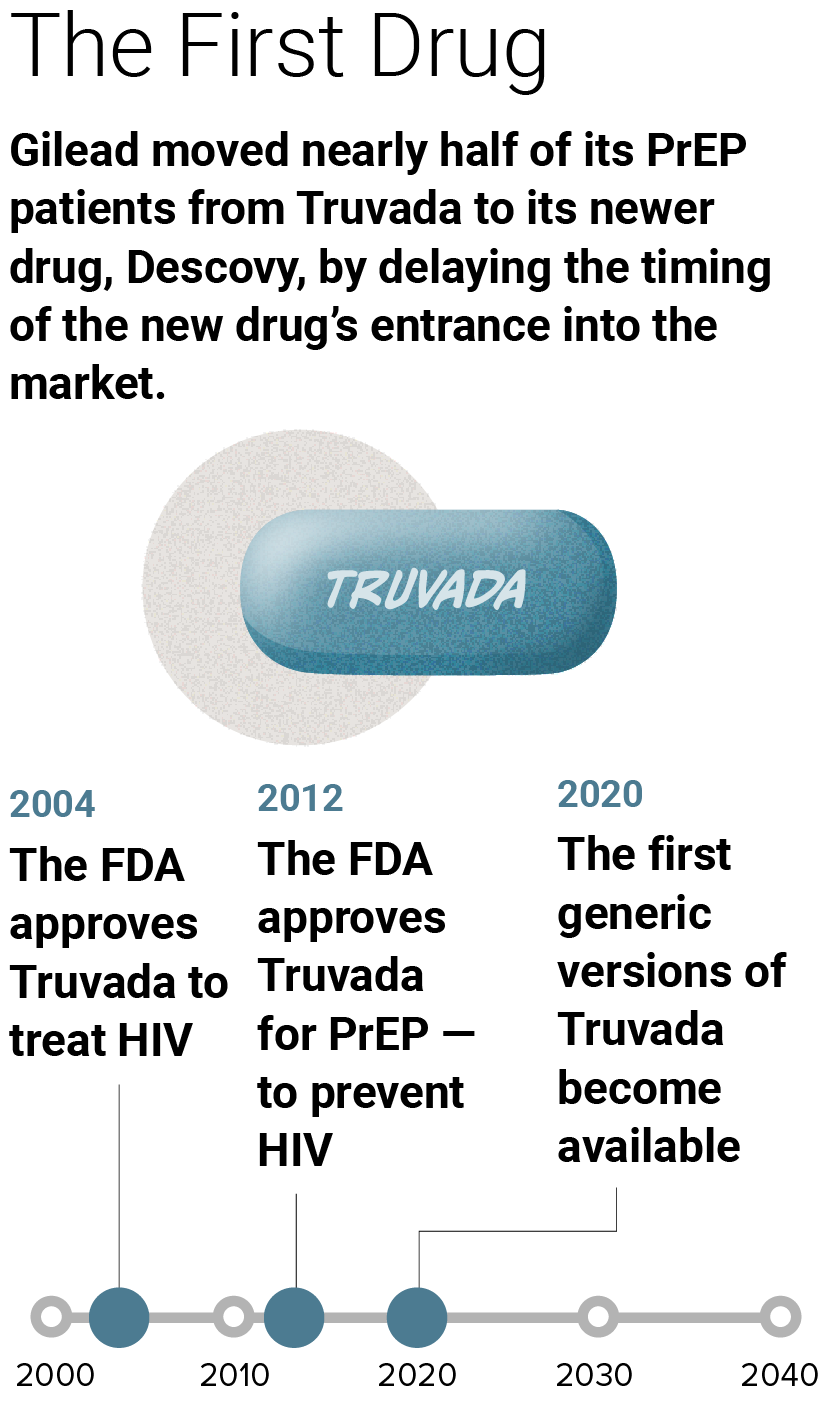 The First Drug
Gilead moved nearly half of its PrEP
patients from Truvada to its newer
drug, Descovy, by delaying the timing
of the new drug’s entrance into the
market.
TRUVADA
2004
The FDA
approves
Truvada to
treat HIV
2012
The FDA
approves
Truvada
for PrEP —
to prevent
HIV
2020
The first
generic
versions of
Truvada
become
available
2000
2010
2020
2030
2040